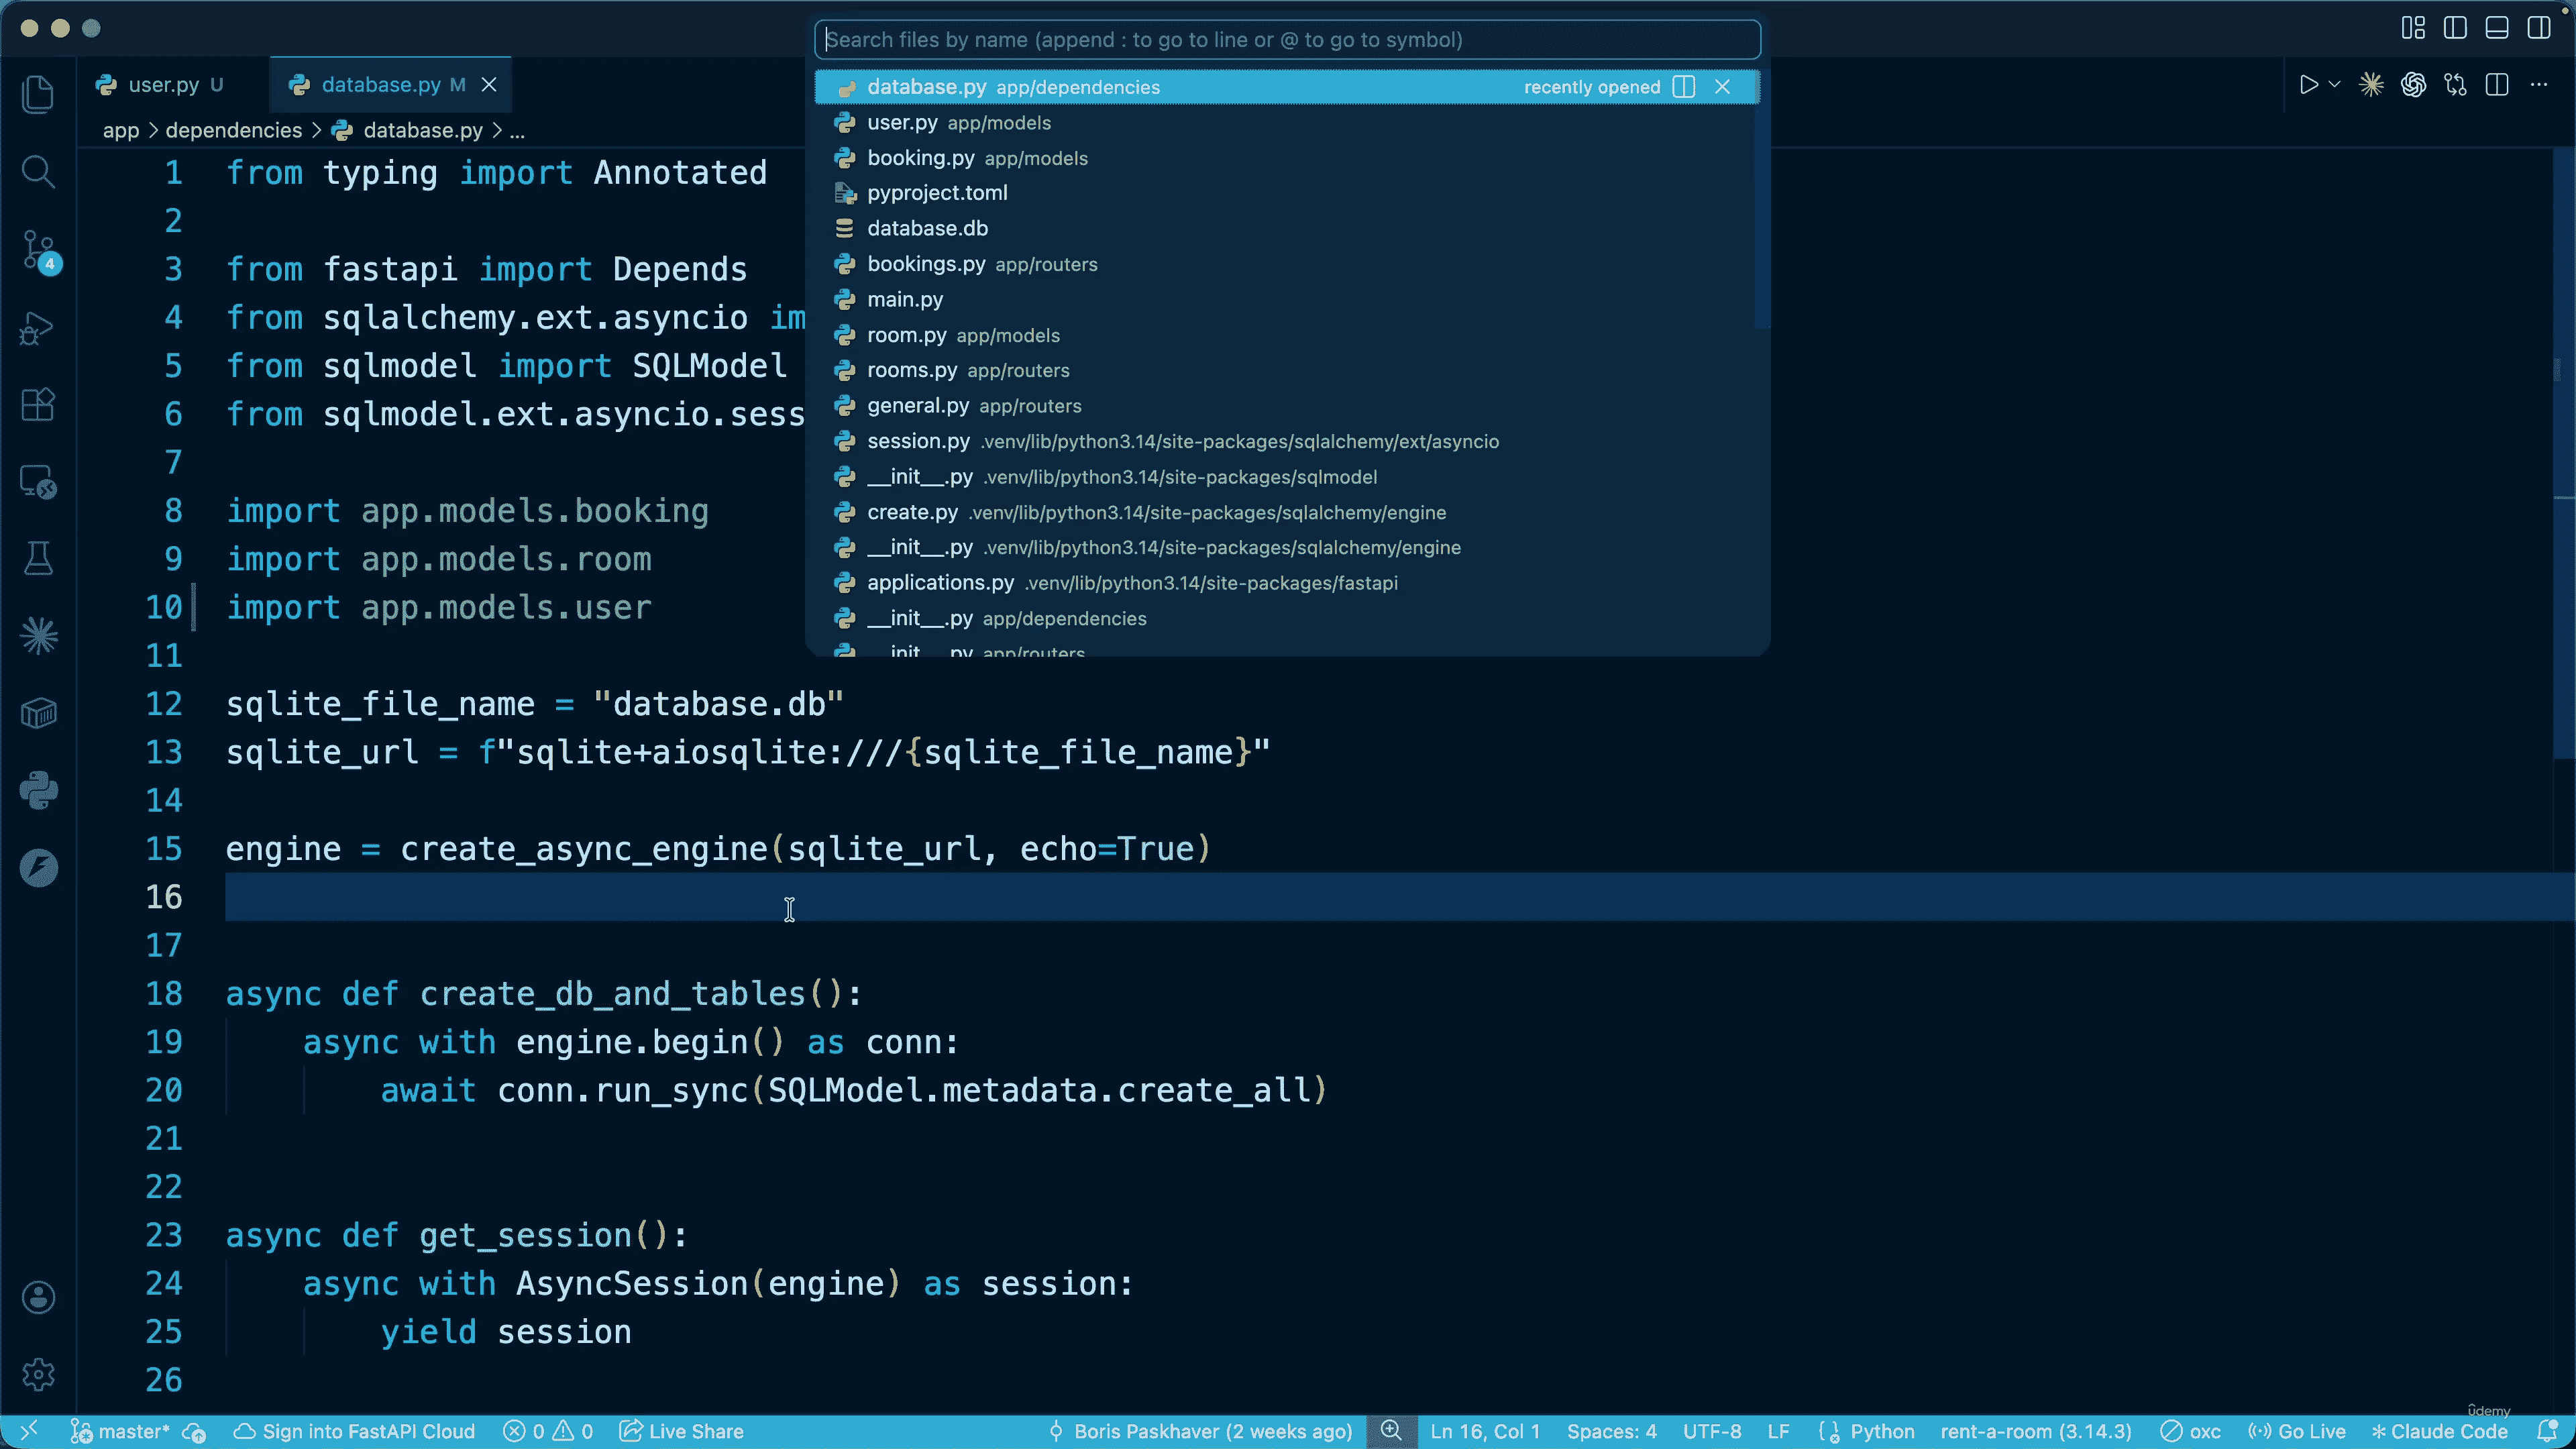 Search files by name (append : to go to line or @ to go to symbol)
user.py U
database.py M
app > dependencies > database.py > ...
database.py app/dependencies recently opened
user.py app/models
booking.py app/models
pyproject.toml
database.db
bookings.py app/routers
main.py
room.py app/models
rooms.py app/routers
general.py app/routers
session.py .venv/lib/python3.14/site-packages/sqlalchemy/ext/asyncio
__init__.py .venv/lib/python3.14/site-packages/sqlmodel
create.py .venv/lib/python3.14/site-packages/sqlalchemy/engine
__init__.py .venv/lib/python3.14/site-packages/sqlalchemy/engine
applications.py .venv/lib/python3.14/site-packages/fastapi
__init__.py app/dependencies
__init__.py app/routers
4
1 from typing import Annotated
2
3 from fastapi import Depends
4 from sqlalchemy.ext.asyncio im
5 from sqlmodel import SQLModel
6 from sqlmodel.ext.asyncio.sess
7
8 import app.models.booking
9 import app.models.room
10 import app.models.user
11
12 sqlite_file_name = "database.db"
13 sqlite_url = f"sqlite+aiosqlite:///{sqlite_file_name}"
14
15 engine = create_async_engine(sqlite_url, echo=True)
16
17
18 async def create_db_and_tables():
19 async with engine.begin() as conn:
20 await conn.run_sync(SQLModel.metadata.create_all)
21
22
23 async def get_session():
24 async with AsyncSession(engine) as session:
25 yield session
26
udemy
master* Sign into FastAPI Cloud 0 0 Live Share Boris Paskhaver (2 weeks ago) Ln 16, Col 1 Spaces: 4 UTF-8 LF Python rent-a-room (3.14.3) oxc Go Live Claude Code